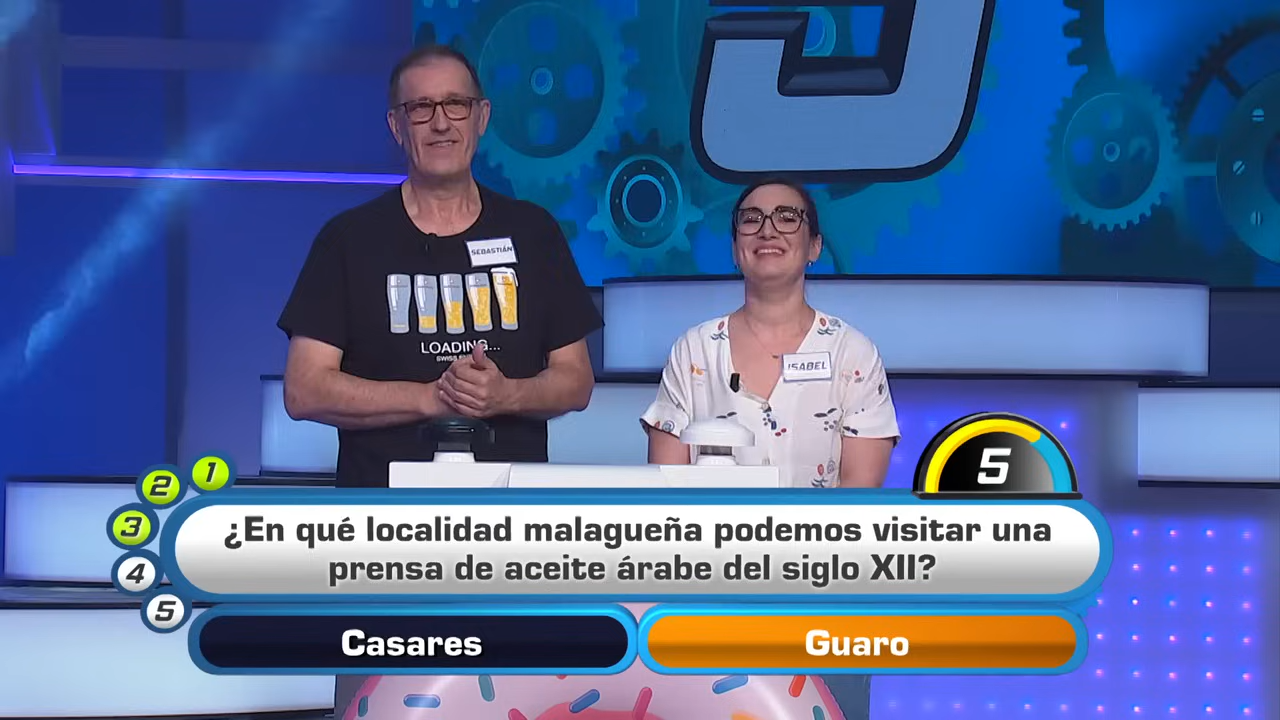 5
SEBASTIÁN
LOADING...
ISABEL
5
1
2
3
4
5
¿En qué localidad malagueña podemos visitar una
prensa de aceite árabe del siglo XII?
Casares
Guaro